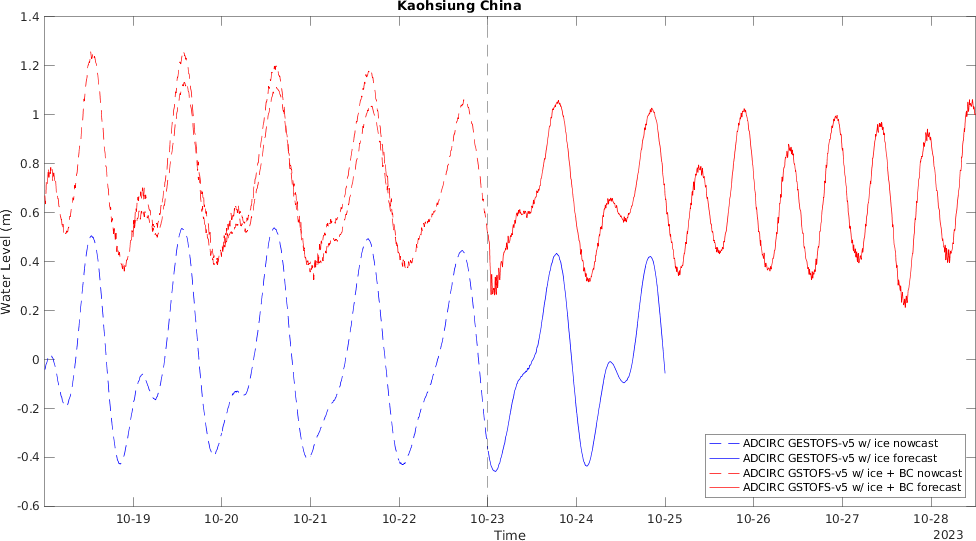 Kaohsiung China
1.4
1.2
1
0.8
0.6
0.4
0.2
0
-0.2
-0.4
-0.6
Water Level (m)
10-19 10-20 10-21 10-22 10-23 10-24 10-25 10-26 10-27 10-28
Time
2023
ADCIRC GESTOFS-v5 w/ ice nowcast
ADCIRC GESTOFS-v5 w/ ice forecast
ADCIRC GSTOFS-v5 w/ ice + BC nowcast
ADCIRC GSTOFS-v5 w/ ice + BC forecast